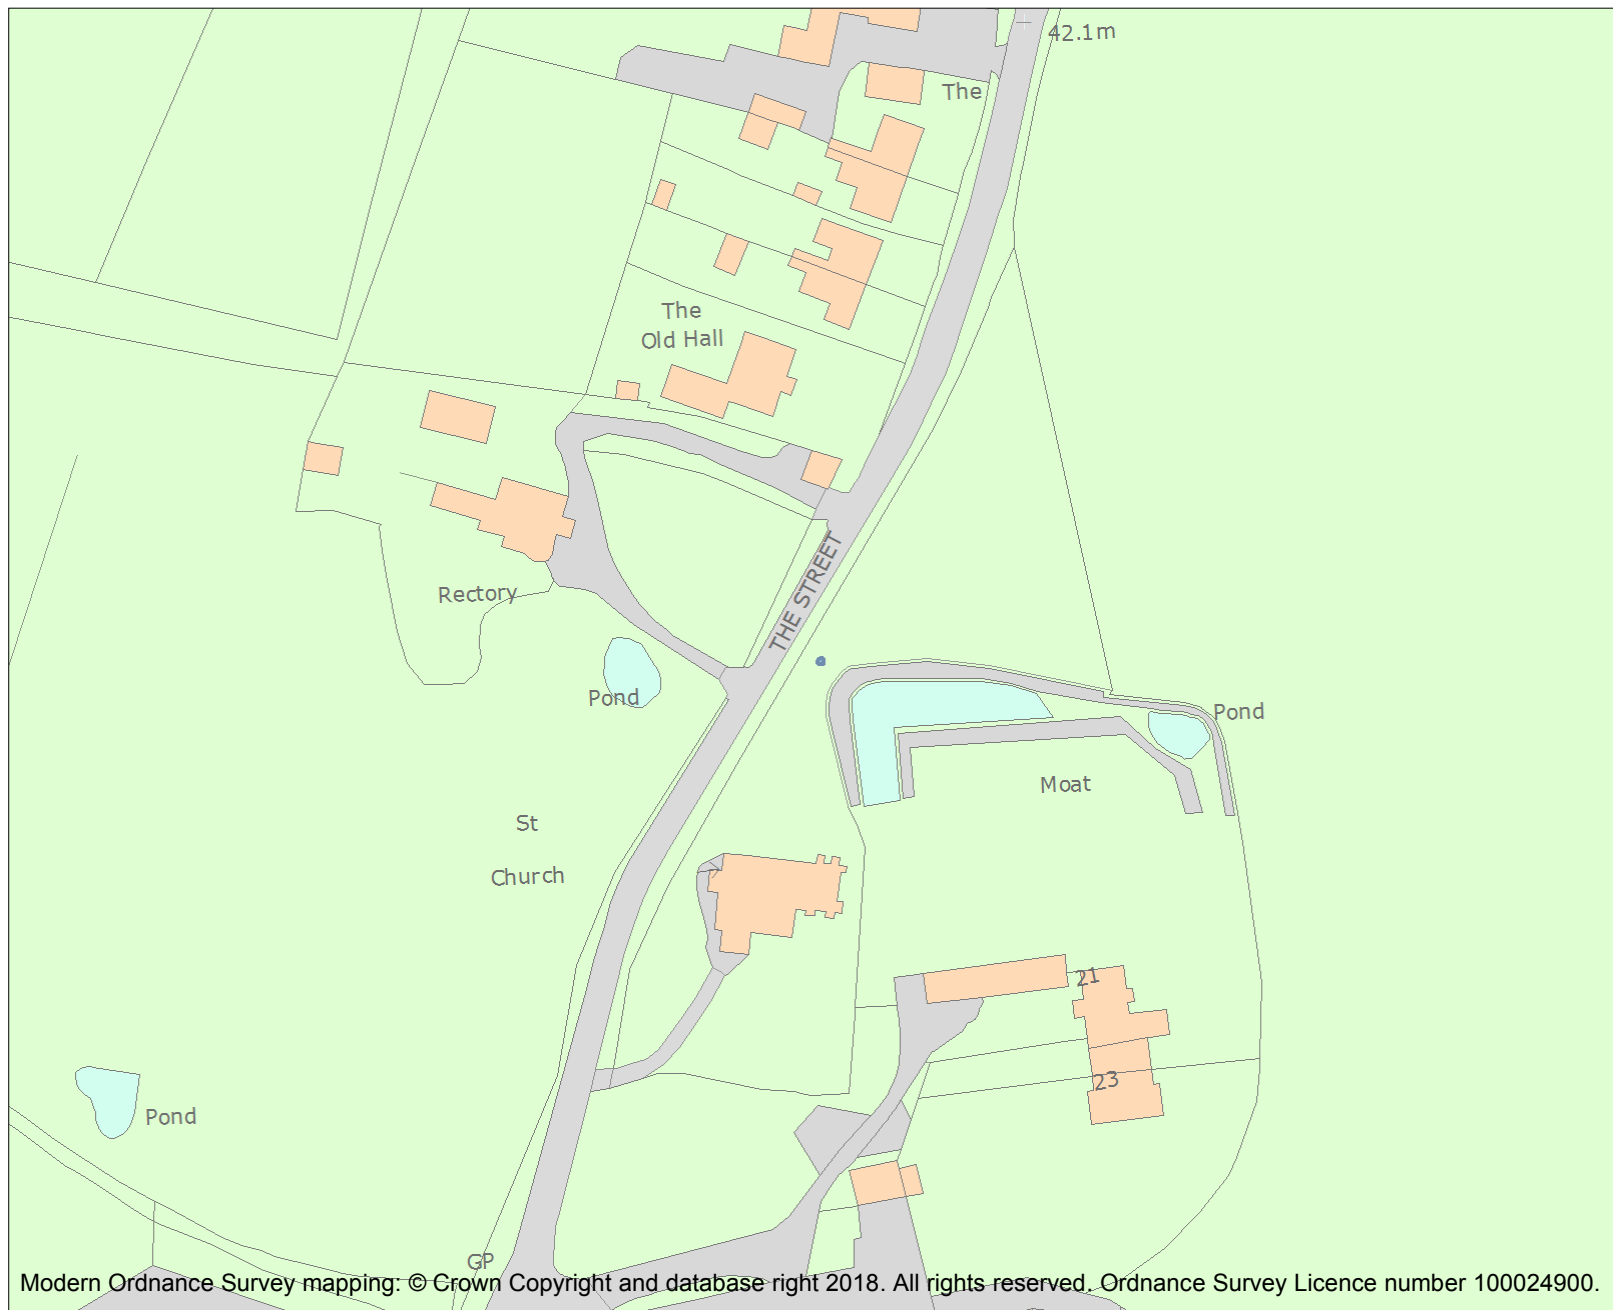 42.1m
The
The
Old Hall
THE STREET
Rectory
Pond
Pond
Moat
St
Church
21
23
Pond
GP
Modern Ordnance Survey mapping: © Crown Copyright and database right 2018. All rights reserved. Ordnance Survey Licence number 100024900.